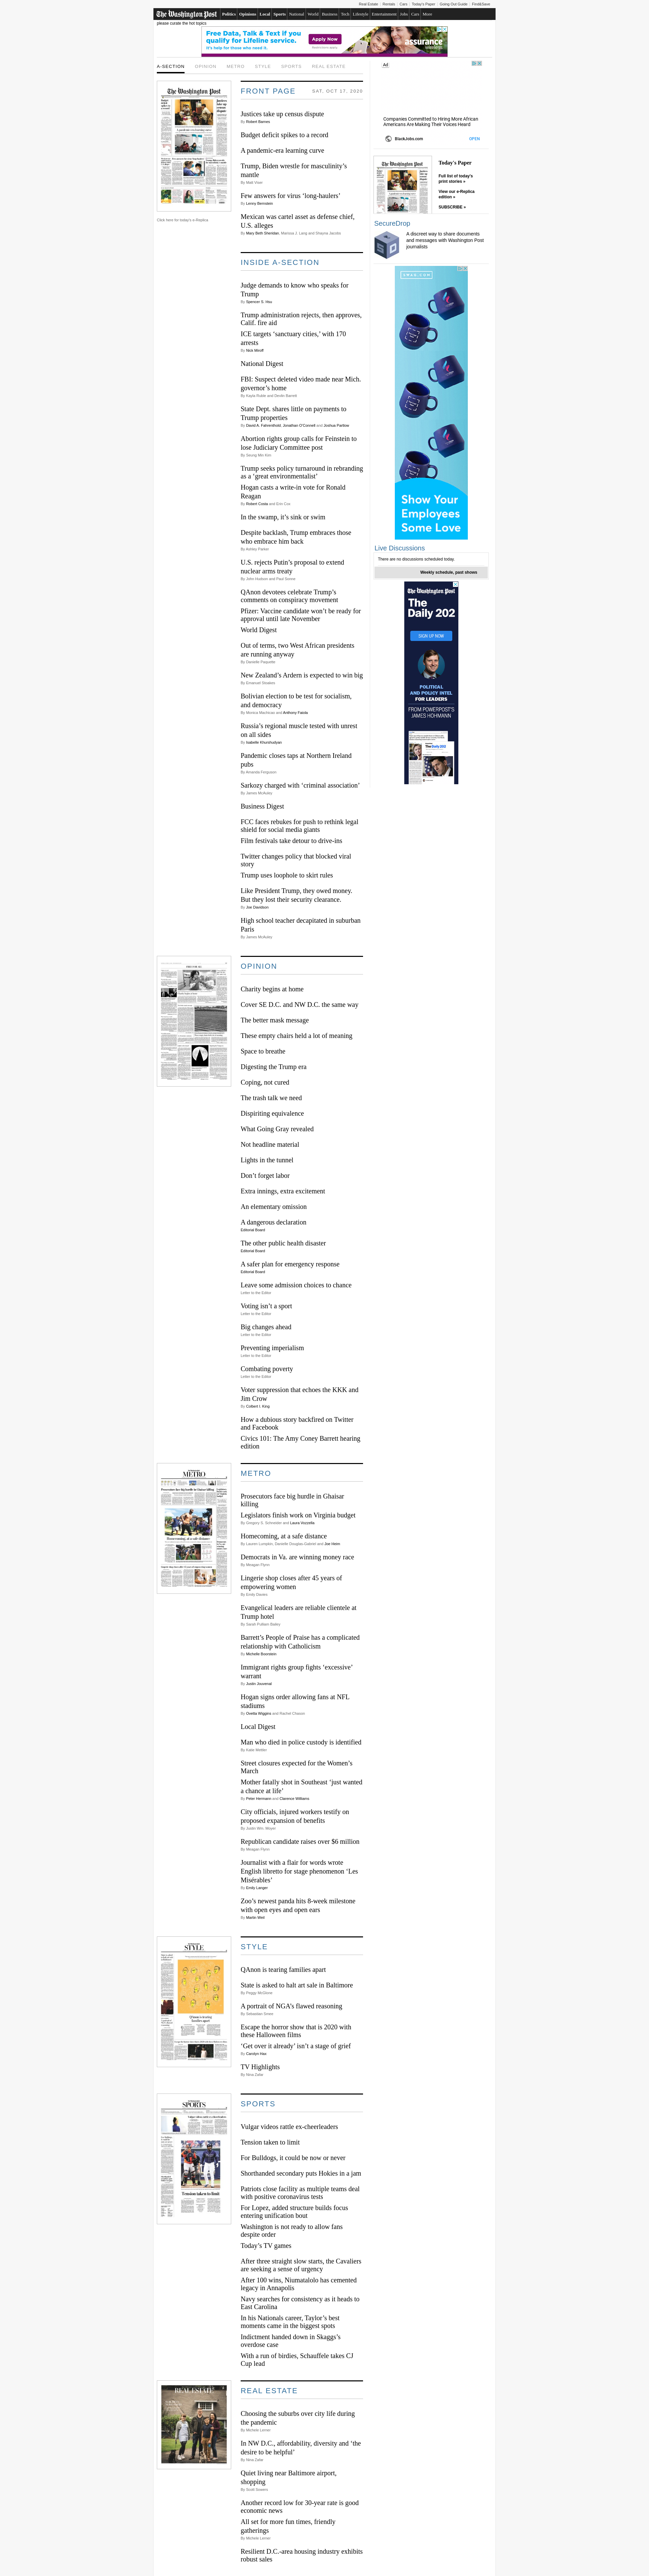 Real Estate | Rentals | Cars | Today's Paper | Going Out Guide | Find&Save
The Washington Post
Politics Opinions Local Sports National World Business Tech Lifestyle Entertainment Jobs Cars More
please curate the hot topics
Free Data, Talk & Text if you qualify for Lifeline service.
Apply Now
assurance
A-SECTION OPINION METRO STYLE SPORTS REAL ESTATE
Click here for today's e-Replica
FRONT PAGE
SAT, OCT 17, 2020
Justices take up census dispute
By Robert Barnes
Budget deficit spikes to a record
A pandemic-era learning curve
Trump, Biden wrestle for masculinity's
mantle
By Matt Viser
Few answers for virus 'long-haulers'
By Lenny Bernstein
Mexican was cartel asset as defense chief,
U.S. alleges
By Mary Beth Sheridan, Marissa J. Lang and Shayna Jacobs
INSIDE A-SECTION
Judge demands to know who speaks for
Trump
By Spencer S. Hsu
Trump administration rejects, then approves,
Calif. fire aid
ICE targets 'sanctuary cities,' with 170
arrests
By Nick Miroff
National Digest
FBI: Suspect deleted video made near Mich.
governor's home
By Kayla Ruble and Devlin Barrett
State Dept. shares little on payments to
Trump properties
By David A. Fahrenthold, Jonathan O'Connell and Joshua Partlow
Abortion rights group calls for Feinstein to
lose Judiciary Committee post
By Seung Min Kim
Trump seeks policy turnaround in rebranding
as a 'great environmentalist'
Hogan casts a write-in vote for Ronald
Reagan
By Robert Costa and Erin Cox
In the swamp, it's sink or swim
Despite backlash, Trump embraces those
who embrace him back
By Ashley Parker
U.S. rejects Putin's proposal to extend
nuclear arms treaty
By John Hudson and Paul Sonne
QAnon devotees celebrate Trump's
comments on conspiracy movement
Pfizer: Vaccine candidate won't be ready for
approval until late November
World Digest
Out of terms, two West African presidents
are running anyway
By Danielle Paquette
New Zealand's Ardern is expected to win big
By Emanuel Stoakes
Bolivian election to be test for socialism,
and democracy
By Monica Machicao and Anthony Faiola
Russia's regional muscle tested with unrest
on all sides
By Isabelle Khurshudyan
Pandemic closes taps at Northern Ireland
pubs
By Amanda Ferguson
Sarkozy charged with 'criminal association'
By James McAuley
Business Digest
FCC faces rebukes for push to rethink legal
shield for social media giants
Film festivals take detour to drive-ins
Twitter changes policy that blocked viral
story
Trump uses loophole to skirt rules
Like President Trump, they owed money.
But they lost their security clearance.
By Joe Davidson
High school teacher decapitated in suburban
Paris
By James McAuley
OPINION
Charity begins at home
Cover SE D.C. and NW D.C. the same way
The better mask message
These empty chairs held a lot of meaning
Space to breathe
Digesting the Trump era
Coping, not cured
The trash talk we need
Dispiriting equivalence
What Going Gray revealed
Not headline material
Lights in the tunnel
Don't forget labor
Extra innings, extra excitement
An elementary omission
A dangerous declaration
Editorial Board
The other public health disaster
Editorial Board
A safer plan for emergency response
Editorial Board
Leave some admission choices to chance
Letter to the Editor
Voting isn't a sport
Letter to the Editor
Big changes ahead
Letter to the Editor
Preventing imperialism
Letter to the Editor
Combating poverty
Letter to the Editor
Voter suppression that echoes the KKK and
Jim Crow
By Colbert I. King
How a dubious story backfired on Twitter
and Facebook
Civics 101: The Amy Coney Barrett hearing
edition
METRO
METRO
Prosecutors face big hurdle in Ghaisar
killing
Legislators finish work on Virginia budget
By Gregory S. Schneider and Laura Vozzella
Homecoming, at a safe distance
By Lauren Lumpkin, Danielle Douglas-Gabriel and Joe Heim
Democrats in Va. are winning money race
By Meagan Flynn
Lingerie shop closes after 45 years of
empowering women
By Emily Davies
Evangelical leaders are reliable clientele at
Trump hotel
By Sarah Pulliam Bailey
Barrett's People of Praise has a complicated
relationship with Catholicism
By Michelle Boorstein
Immigrant rights group fights 'excessive'
warrant
By Justin Jouvenal
Hogan signs order allowing fans at NFL
stadiums
By Ovetta Wiggins and Rachel Chason
Local Digest
Man who died in police custody is identified
By Katie Mettler
Street closures expected for the Women's
March
Mother fatally shot in Southeast 'just wanted
a chance at life'
By Peter Hermann and Clarence Williams
City officials, injured workers testify on
proposed expansion of benefits
By Justin Wm. Moyer
Republican candidate raises over $6 million
By Meagan Flynn
Journalist with a flair for words wrote
English libretto for stage phenomenon 'Les
Misérables'
By Emily Langer
Zoo's newest panda hits 8-week milestone
with open eyes and open ears
By Martin Weil
STYLE
STYLE
QAnon is tearing families apart
State is asked to halt art sale in Baltimore
By Peggy McGlone
A portrait of NGA's flawed reasoning
By Sebastian Smee
Escape the horror show that is 2020 with
these Halloween films
'Get over it already' isn't a stage of grief
By Carolyn Hax
TV Highlights
By Nina Zafar
SPORTS
SPORTS
Vulgar videos rattle ex-cheerleaders
Tension taken to limit
For Bulldogs, it could be now or never
Shorthanded secondary puts Hokies in a jam
Patriots close facility as multiple teams deal
with positive coronavirus tests
For Lopez, added structure builds focus
entering unification bout
Washington is not ready to allow fans
despite order
Today's TV games
After three straight slow starts, the Cavaliers
are seeking a sense of urgency
After 100 wins, Niumatalolo has cemented
legacy in Annapolis
Navy searches for consistency as it heads to
East Carolina
In his Nationals career, Taylor's best
moments came in the biggest spots
Indictment handed down in Skaggs's
overdose case
With a run of birdies, Schauffele takes CJ
Cup lead
REAL ESTATE
REAL ESTATE
Choosing the suburbs over city life during
the pandemic
By Michele Lerner
In NW D.C., affordability, diversity and 'the
desire to be helpful'
By Nina Zafar
Quiet living near Baltimore airport,
shopping
By Scott Sowers
Another record low for 30-year rate is good
economic news
All set for more fun times, friendly
gatherings
By Michele Lerner
Resilient D.C.-area housing industry exhibits
robust sales
Ad
Companies Committed to Hiring More African
Americans Are Making Their Voices Heard
BlackJobs.com
OPEN
Today's Paper
Full list of today's
print stories »
View our e-Replica
edition »
SUBSCRIBE »
SecureDrop
A discreet way to share documents
and messages with Washington Post
journalists
Show Your
Employees
Some Love
Live Discussions
There are no discussions scheduled today.
Weekly schedule, past shows
The Washington Post
The
Daily 202
SIGN UP NOW
POLITICAL
AND POLICY INTEL
FOR LEADERS
FROM POWERPOST'S
JAMES HOHMANN